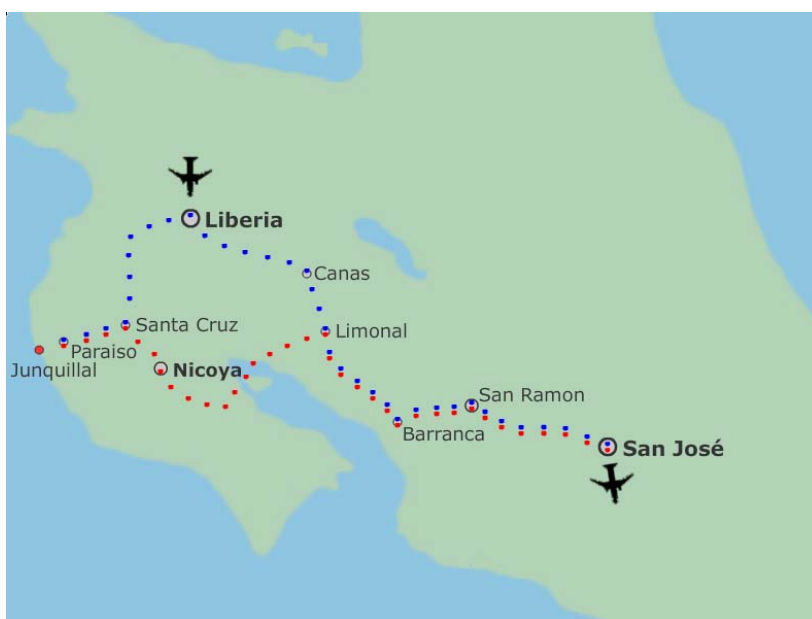 Liberia
Canas
Santa Cruz
Limonal
Paraiso
Junquillal
Nicoya
San Ramon
Barranca
San José